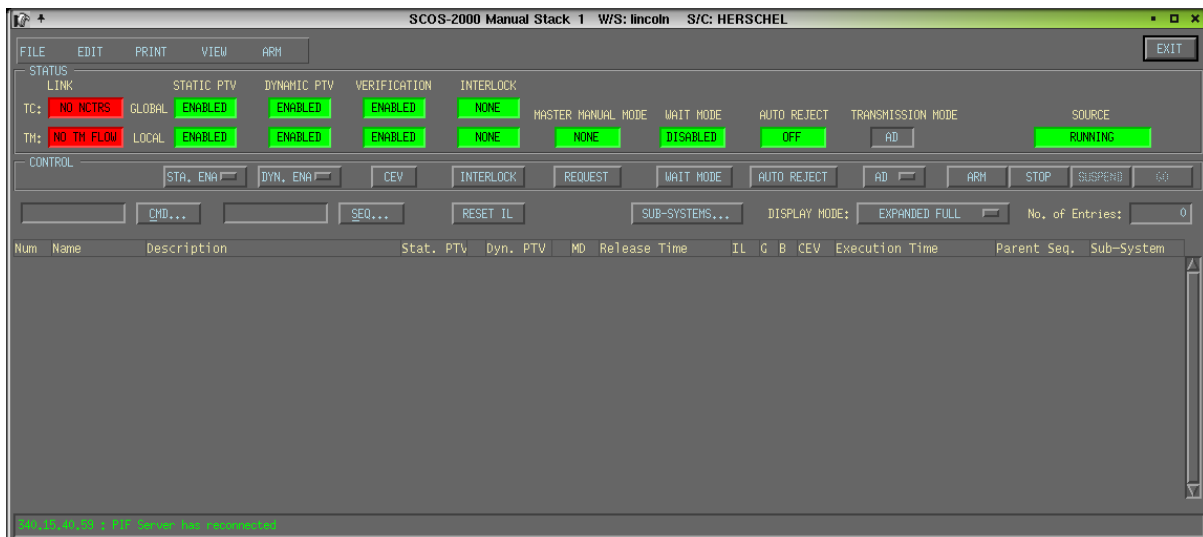 SCOS-2000 Manual Stack 1 W/S: lincoln S/C: HERSCHEL
FILE EDIT PRINT VIEW ARM EXIT
STATUS
LINK STATIC PTV DYNAMIC PTV VERIFICATION INTERLOCK
TC: NO NCTRS GLOBAL ENABLED ENABLED ENABLED NONE
MASTER MANUAL MODE WAIT MODE AUTO REJECT TRANSMISSION MODE SOURCE
TM: NO TM FLOW LOCAL ENABLED ENABLED ENABLED NONE NONE DISABLED OFF AD RUNNING
CONTROL
STA. ENA DYN. ENA CEV INTERLOCK REQUEST WAIT MODE AUTO REJECT AD ARM STOP SUSPEND GO
CMD... SEQ... RESET IL SUB-SYSTEMS... DISPLAY MODE: EXPANDED FULL No. of Entries: 0
Num Name Description Stat. PTV Dyn. PTV MD Release Time IL G B CEV Execution Time Parent Seq. Sub-System
340.15.40.59 : PIF Server has reconnected